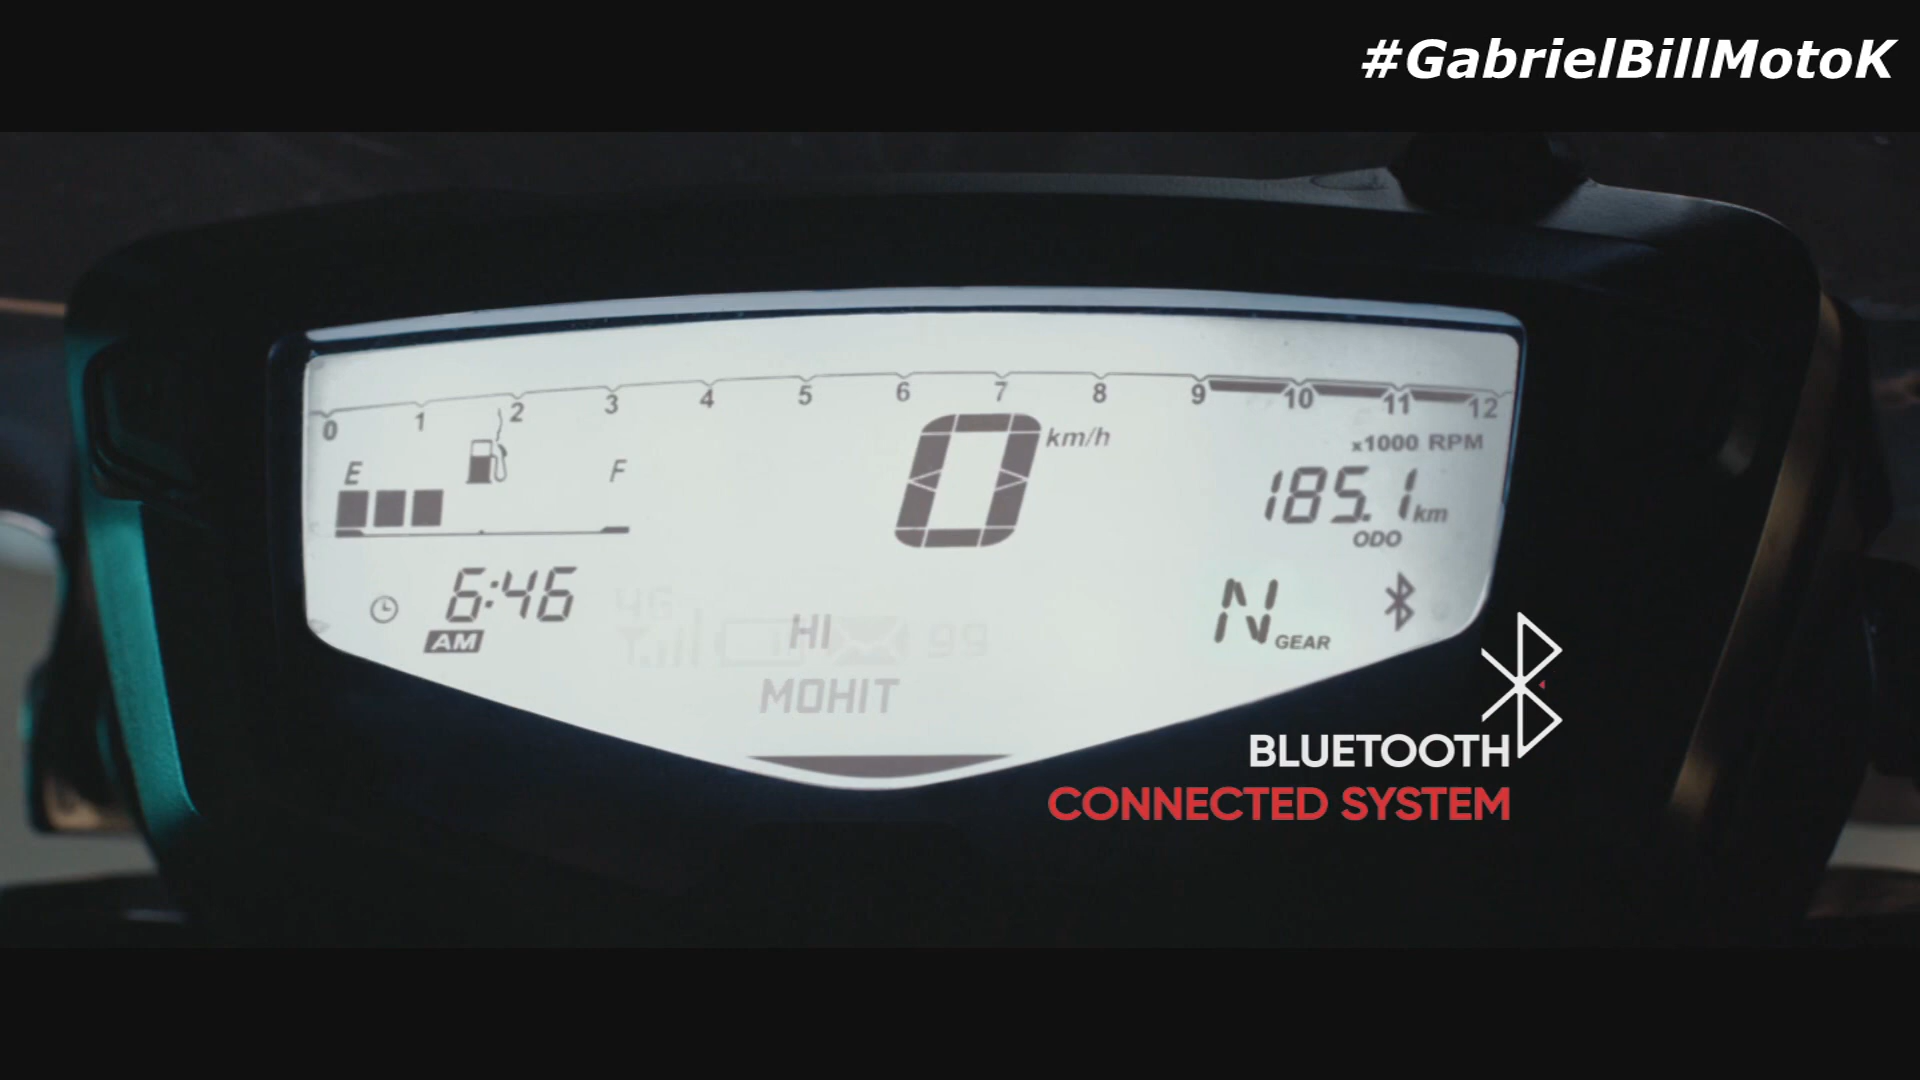 #GabrielBillMotoK
0 1 2 3 4 5 6 7 8 9 10 11 12
x1000 RPM
E F
0 km/h
185.1 km
ODO
6:46
AM
4G
HI
99
N GEAR
MOHIT
BLUETOOTH
CONNECTED SYSTEM